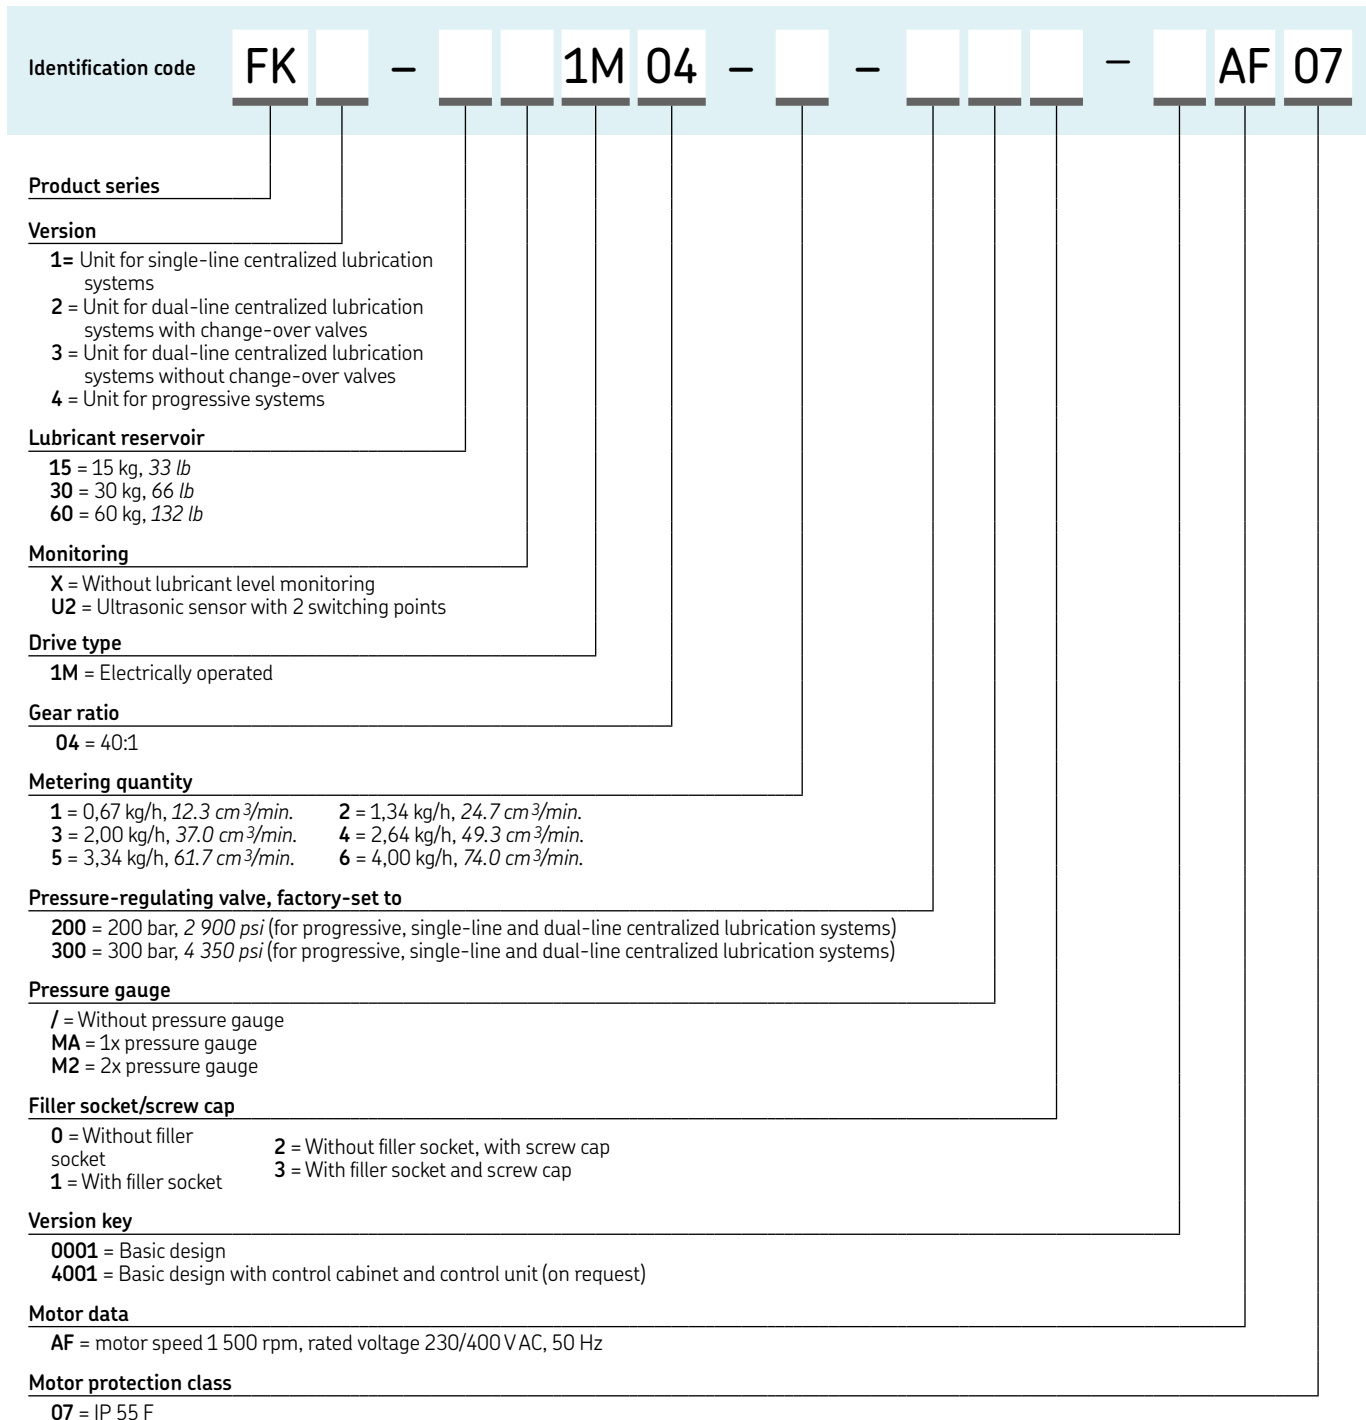 Identification code FK – 1M 04 – – – AF 07
Product series
Version
1= Unit for single-line centralized lubrication
systems
2 = Unit for dual-line centralized lubrication
systems with change-over valves
3 = Unit for dual-line centralized lubrication
systems without change-over valves
4 = Unit for progressive systems
Lubricant reservoir
15 = 15 kg, 33 lb
30 = 30 kg, 66 lb
60 = 60 kg, 132 lb
Monitoring
X = Without lubricant level monitoring
U2 = Ultrasonic sensor with 2 switching points
Drive type
1M = Electrically operated
Gear ratio
04 = 40:1
Metering quantity
1 = 0,67 kg/h, 12.3 cm³/min. 2 = 1,34 kg/h, 24.7 cm³/min.
3 = 2,00 kg/h, 37.0 cm³/min. 4 = 2,64 kg/h, 49.3 cm³/min.
5 = 3,34 kg/h, 61.7 cm³/min. 6 = 4,00 kg/h, 74.0 cm³/min.
Pressure-regulating valve, factory-set to
200 = 200 bar, 2 900 psi (for progressive, single-line and dual-line centralized lubrication systems)
300 = 300 bar, 4 350 psi (for progressive, single-line and dual-line centralized lubrication systems)
Pressure gauge
/ = Without pressure gauge
MA = 1x pressure gauge
M2 = 2x pressure gauge
Filler socket/screw cap
0 = Without filler
socket
1 = With filler socket
2 = Without filler socket, with screw cap
3 = With filler socket and screw cap
Version key
0001 = Basic design
4001 = Basic design with control cabinet and control unit (on request)
Motor data
AF = motor speed 1 500 rpm, rated voltage 230/400 V AC, 50 Hz
Motor protection class
07 = IP 55 F